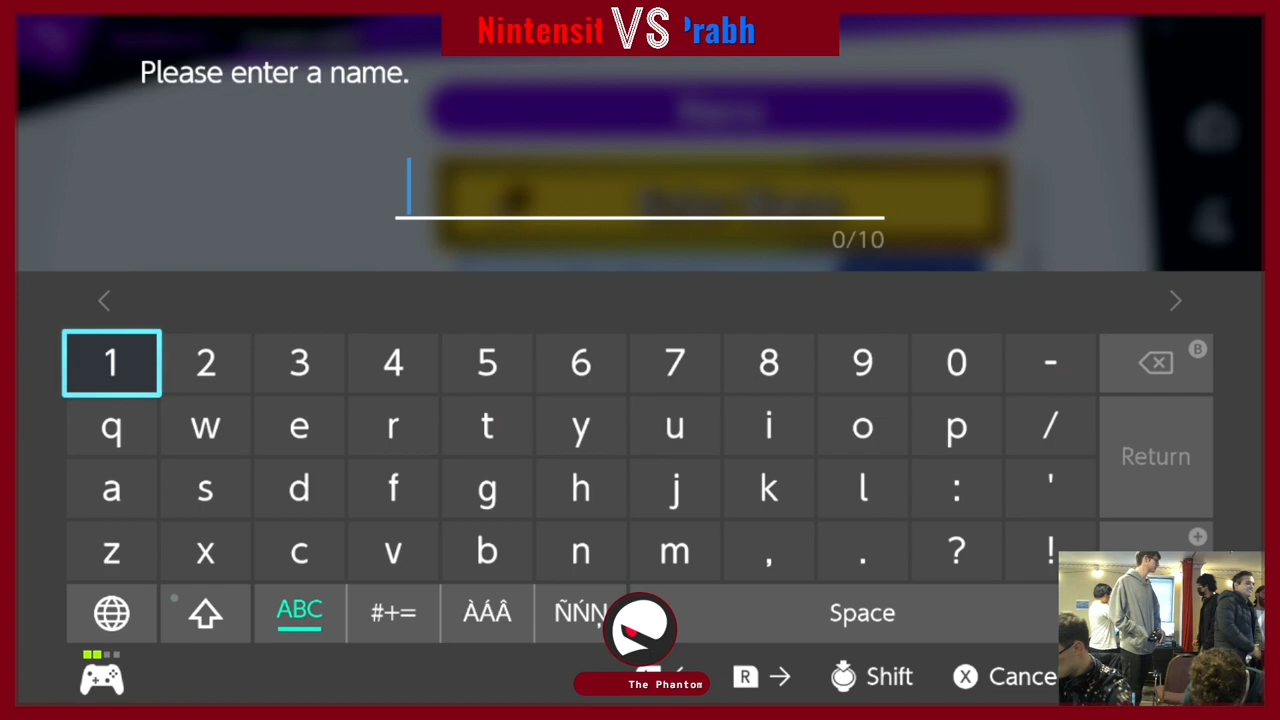 Nintensit VS Prabh
Please enter a name.
0/10
1 2 3 4 5 6 7 8 9 0 - B
q w e r t y u i o p /
Return
a s d f g h j k l : '
z x c v b n m , . ? !
ABC #+= ÀÁÂ Space
R Shift X Cance
The Phantom